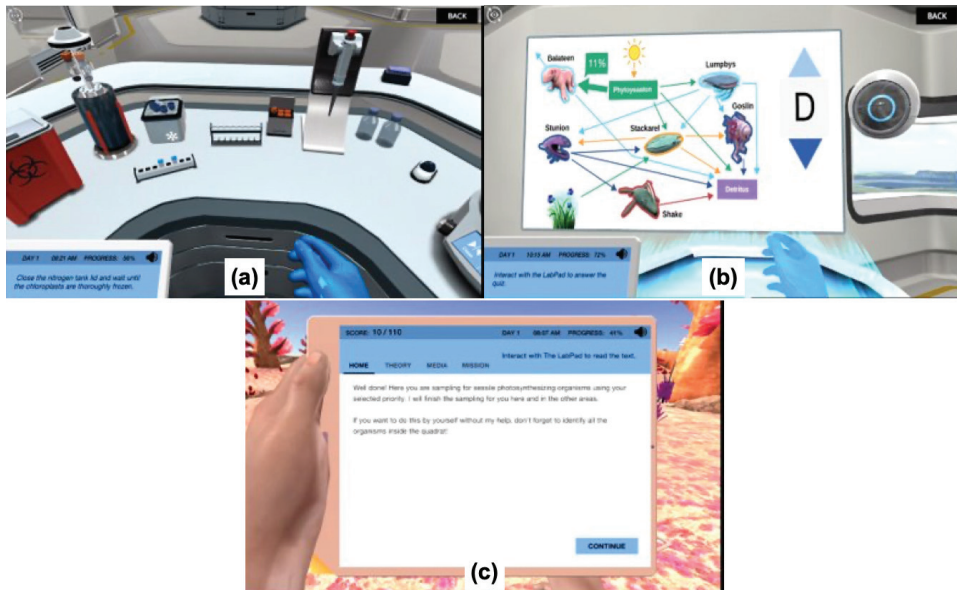 BACK
DAY 1 09:21 AM PROGRESS: 56%
Close the nitrogen tank lid and wait until
the chloroplasts are thoroughly frozen.
(a)
BACK
Balateen
11%
Phytoyuston
Lumpbys
Goslin
Stunion
Stackarel
Detritus
Shake
D
DAY 1 10:15 AM PROGRESS: 72%
Interact with the LabPad to answer the
quiz.
(b)
SCORE: 10 / 110
DAY 1 08:07 AM PROGRESS: 41%
Interact with The LabPad to read the text.
HOME THEORY MEDIA MISSION
Well done! Here you are sampling for sessile photosynthesizing organisms using your
selected priority. I will finish the sampling for you here and in the other areas.
If you want to do this by yourself without my help, don't forget to identify all the
organisms inside the quadrat!
CONTINUE
(c)